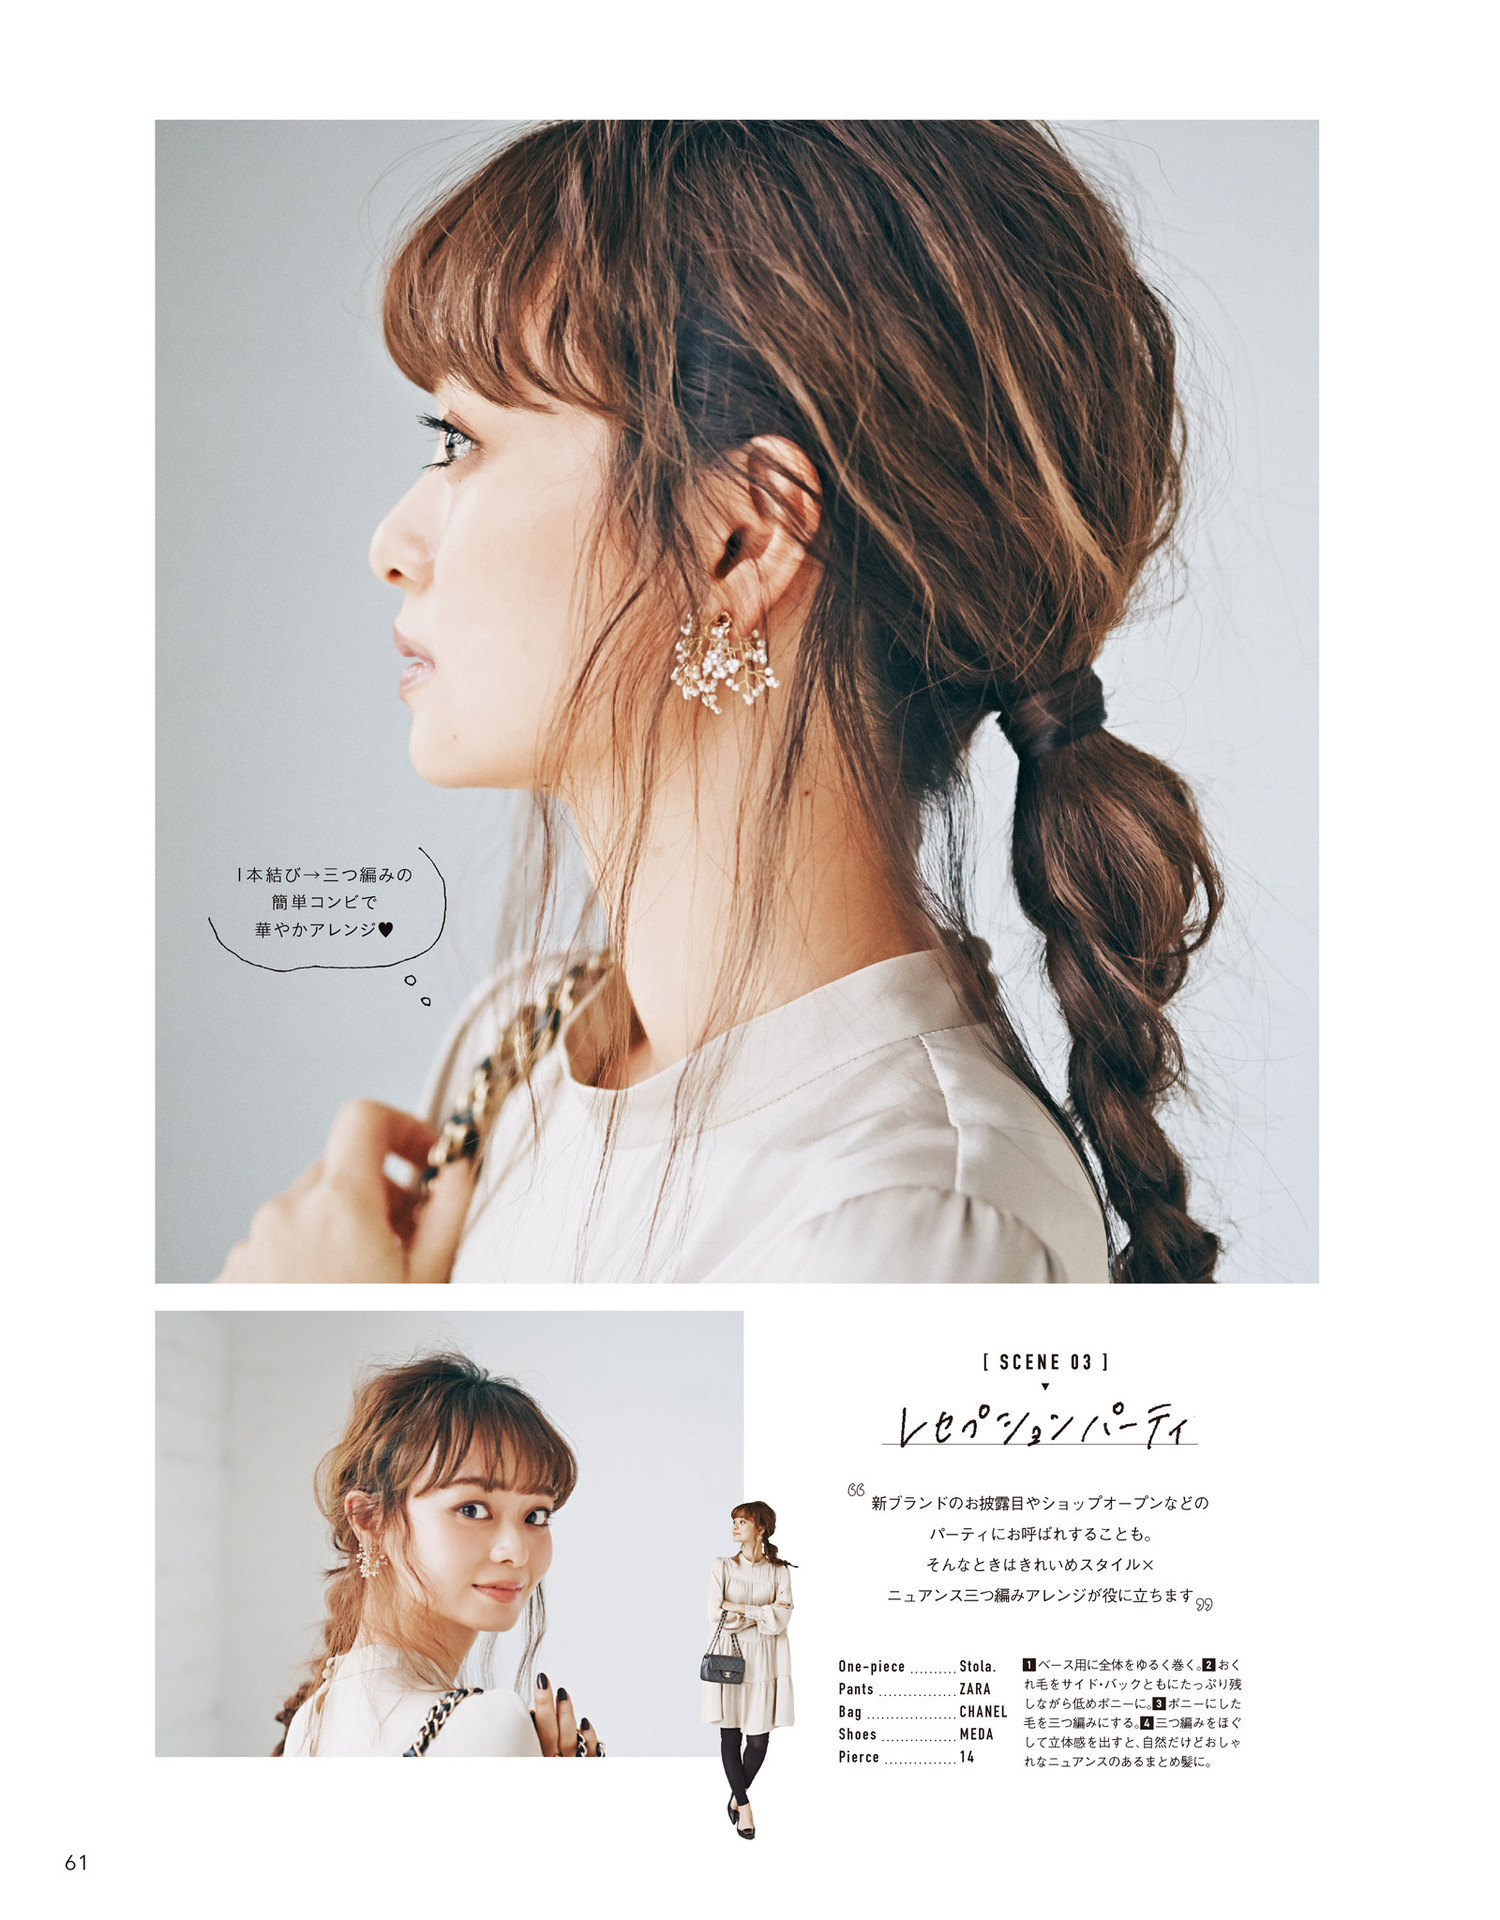 1本結び→三つ編みの
簡単コンビで
華やかアレンジ♥
[ SCENE 03 ]
▼
レセプションパーティ
“新ブランドのお披露目やショップオープンなどの
パーティにお呼ばれすることも。
そんなときはきれいめスタイル×
ニュアンス三つ編みアレンジが役に立ちます”
One-piece .......... Stola.
Pants ................ ZARA
Bag ................... CHANEL
Shoes ................ MEDA
Pierce ............... 14
1ベース用に全体をゆるく巻く。2おく
れ毛をサイド・バックともにたっぷり残
しながら低めポニーに。3ポニーにした
毛を三つ編みにする。4三つ編みをほぐ
して立体感を出すと、自然だけどおしゃ
れなニュアンスのあるまとめ髪に。
61